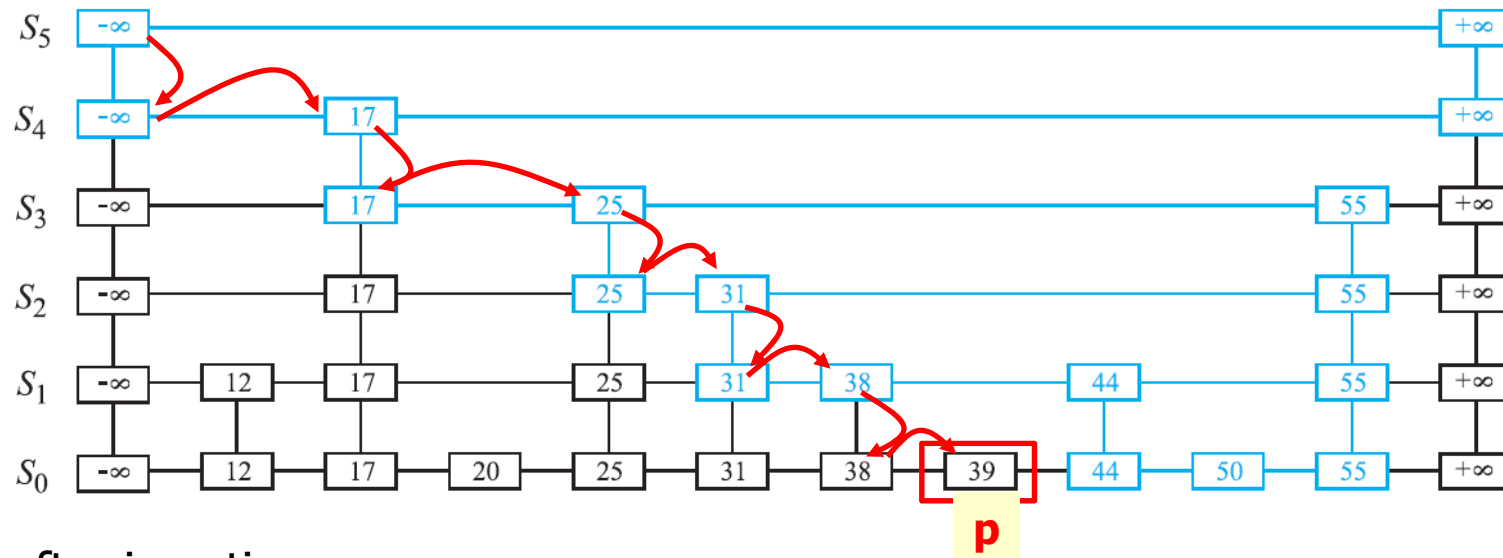 S5 -∞ +∞
S4 -∞ 17 +∞
S3 -∞ 17 25 55 +∞
S2 -∞ 17 25 31 55 +∞
S1 -∞ 12 17 25 31 38 44 55 +∞
S0 -∞ 12 17 20 25 31 38 39 44 50 55 +∞
p